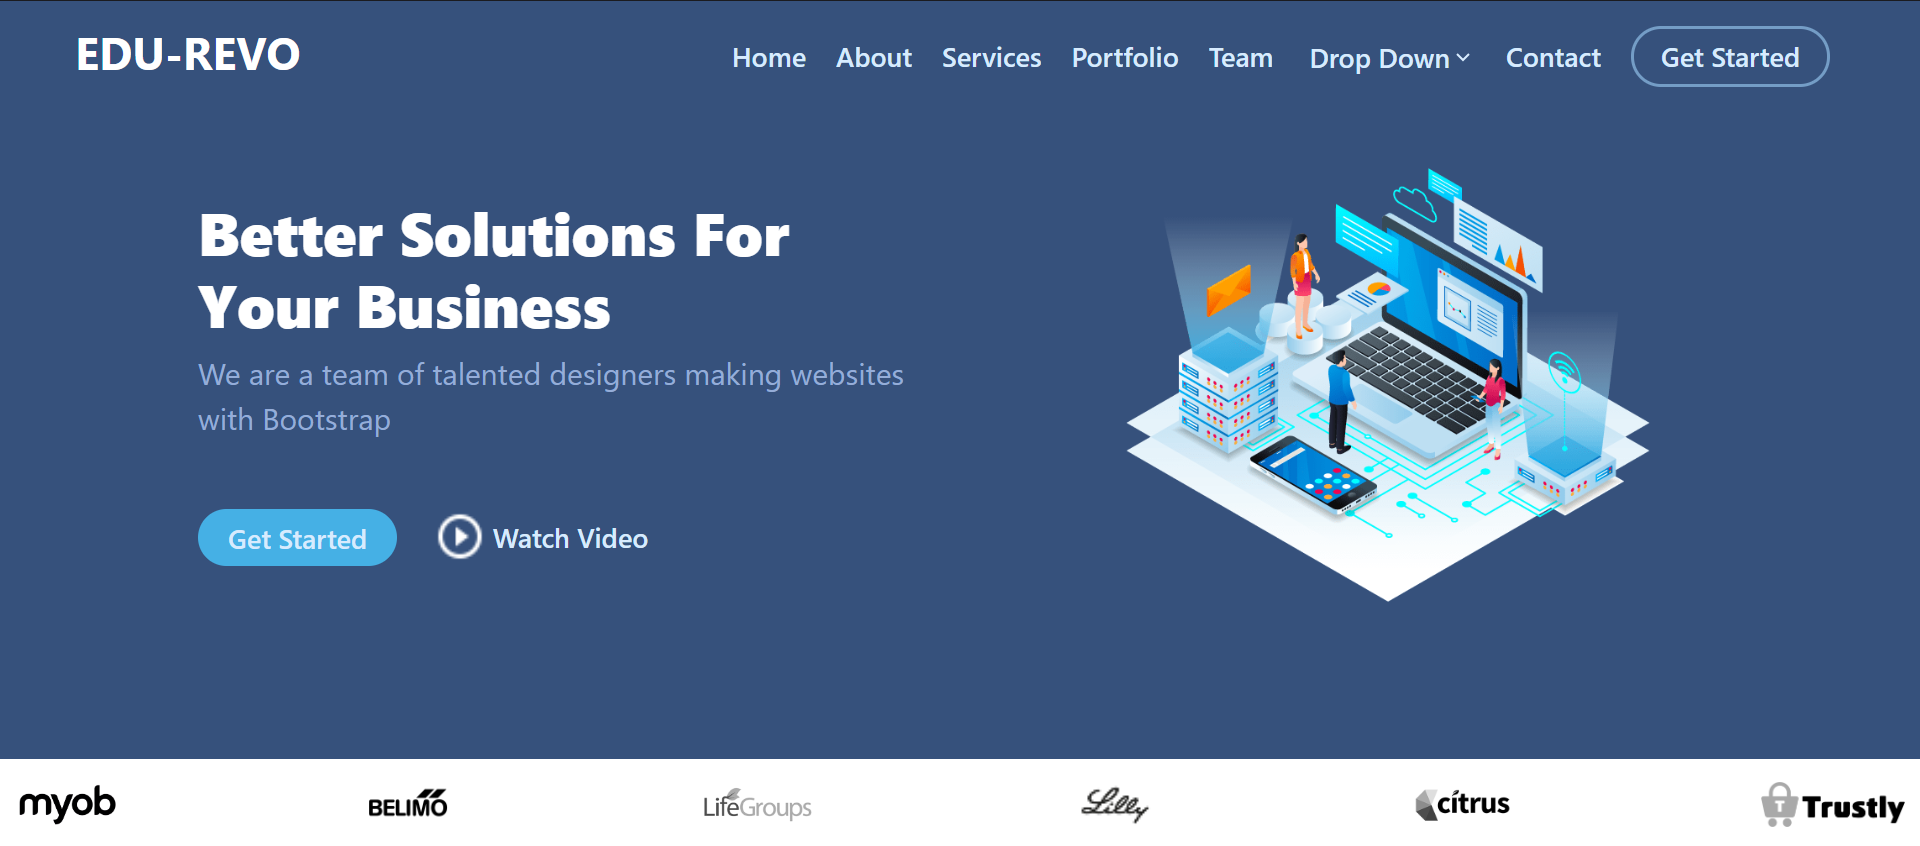 EDU-REVO
Home About Services Portfolio Team Drop Down Contact Get Started
Better Solutions For
Your Business
We are a team of talented designers making websites
with Bootstrap
Get Started Watch Video
myob BELIMO LifeGroups Lilly citrus T Trustly